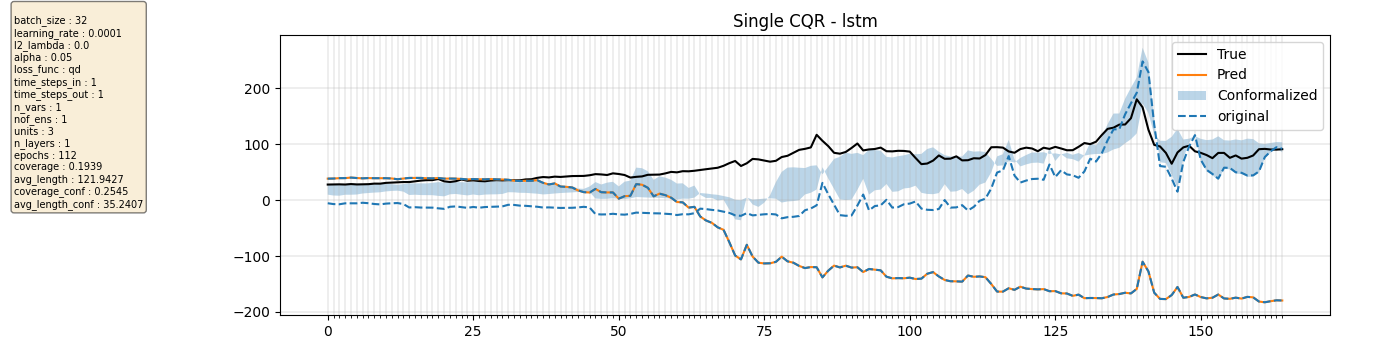 batch_size : 32
learning_rate : 0.0001
l2_lambda : 0.0
alpha : 0.05
loss_func : qd
time_steps_in : 1
time_steps_out : 1
n_vars : 1
nof_ens : 1
units : 3
n_layers : 1
epochs : 112
coverage : 0.1939
avg_length : 121.9427
coverage_conf : 0.2545
avg_length_conf : 35.2407
Single CQR - lstm
True
Pred
Conformalized
original
200
100
0
−100
−200
0 25 50 75 100 125 150